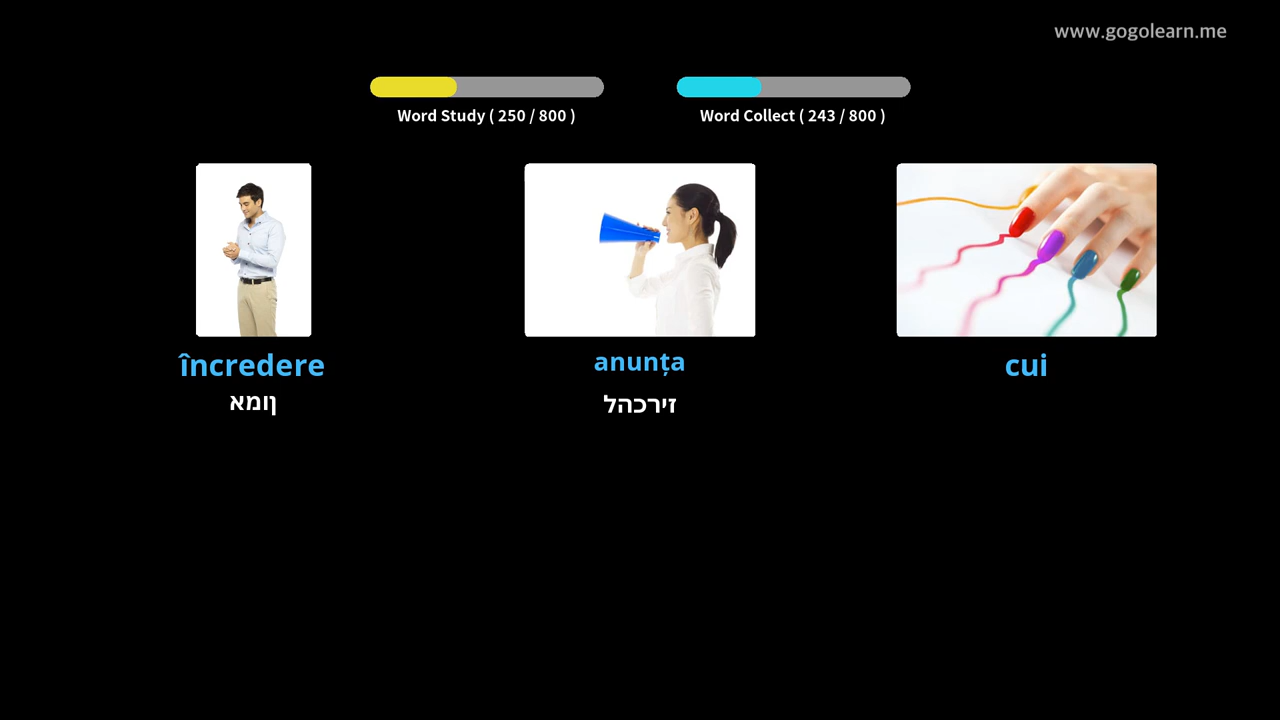 www.gogolearn.me
Word Study ( 250 / 800 )
Word Collect ( 243 / 800 )
încredere
ןומא
anunța
זירכהל
cui